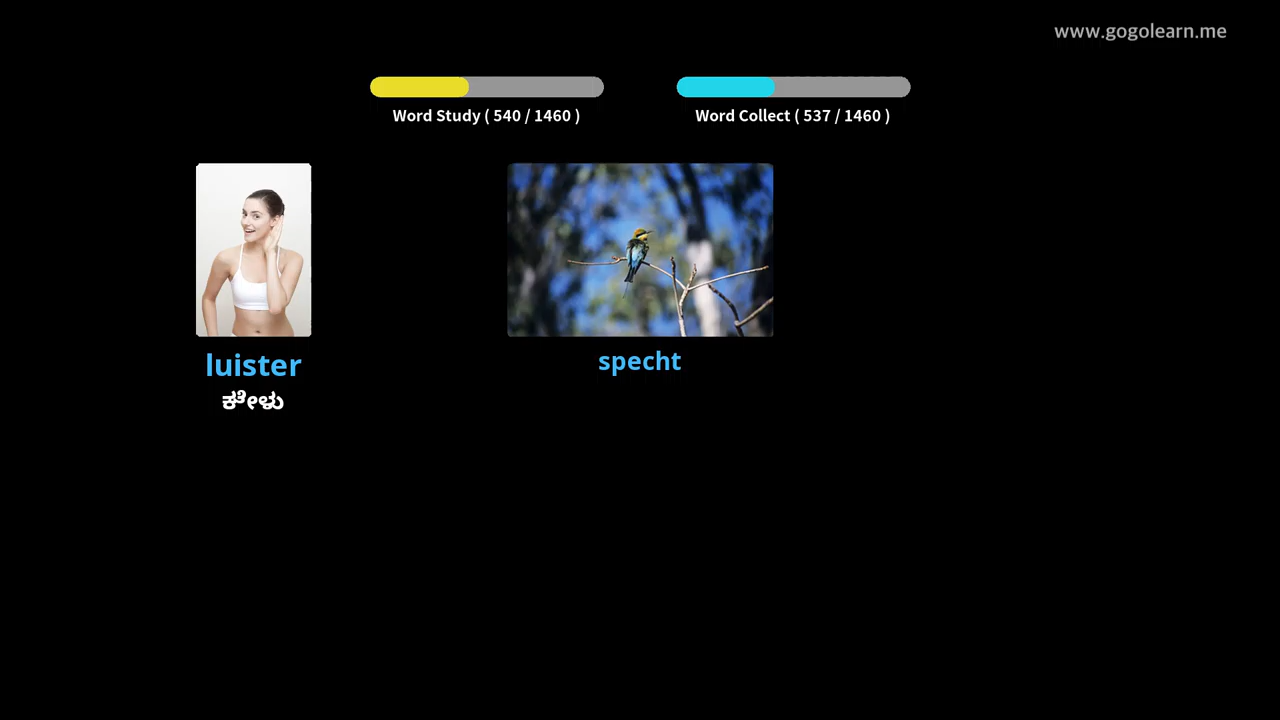 www.gogolearn.me
Word Study ( 540 / 1460 )
Word Collect ( 537 / 1460 )
luister
ಕೇಳು
specht